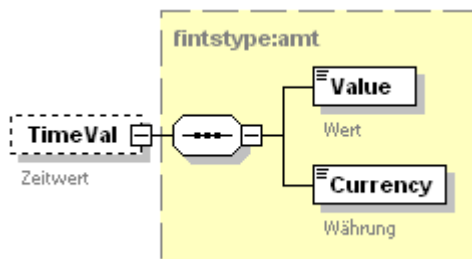 fintstype:amt
Value
Wert
TimeVal
Zeitwert
Currency
Währung